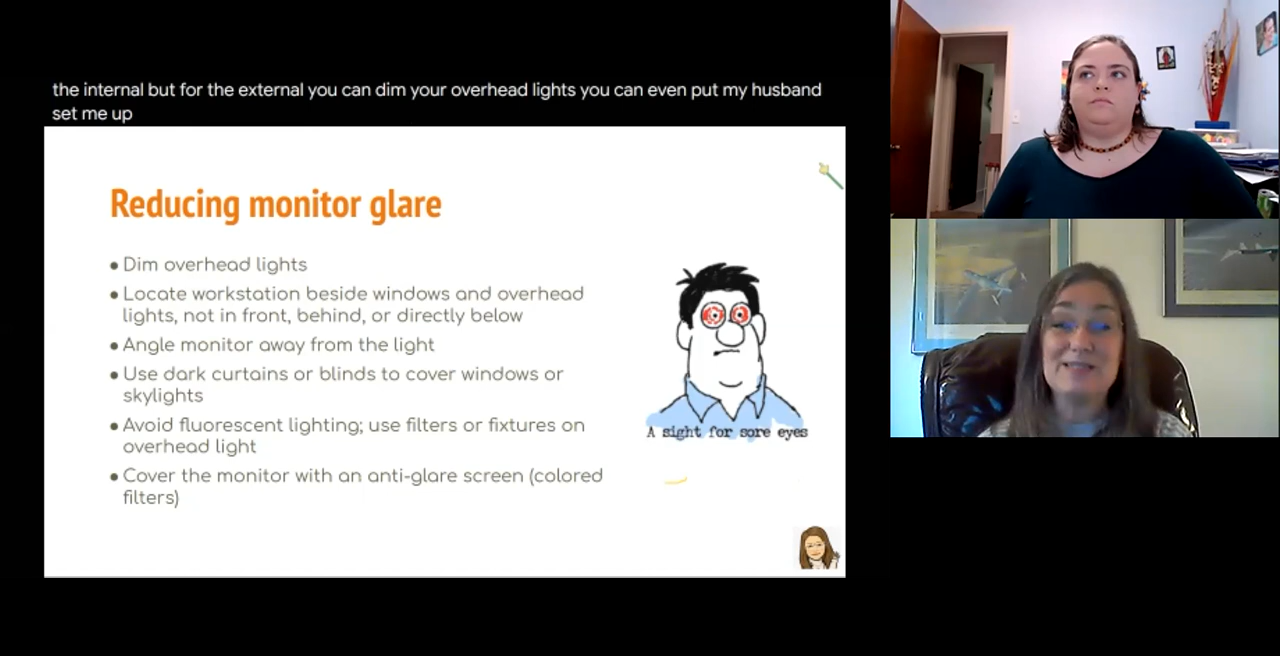 the internal but for the external you can dim your overhead lights you can even put my husband
set me up
Reducing monitor glare
• Dim overhead lights
• Locate workstation beside windows and overhead
lights, not in front, behind, or directly below
• Angle monitor away from the light
• Use dark curtains or blinds to cover windows or
skylights
• Avoid fluorescent lighting; use filters or fixtures on
overhead light
• Cover the monitor with an anti-glare screen (colored
filters)
A sight for sore eyes